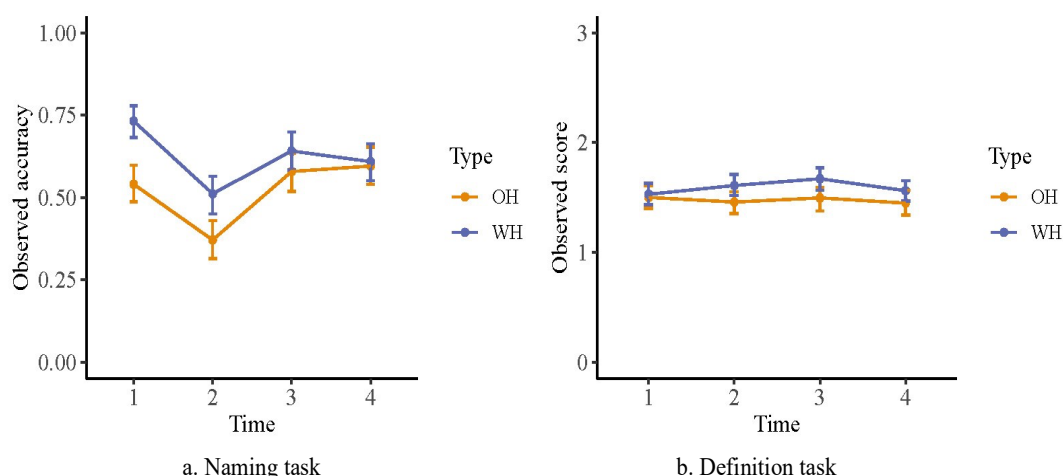 Observed accuracy
1.00
0.75
0.50
0.25
0.00
1 2 3 4
Time
Type
OH
WH
a. Naming task
Observed score
3
2
1
0
1 2 3 4
Time
Type
OH
WH
b. Definition task